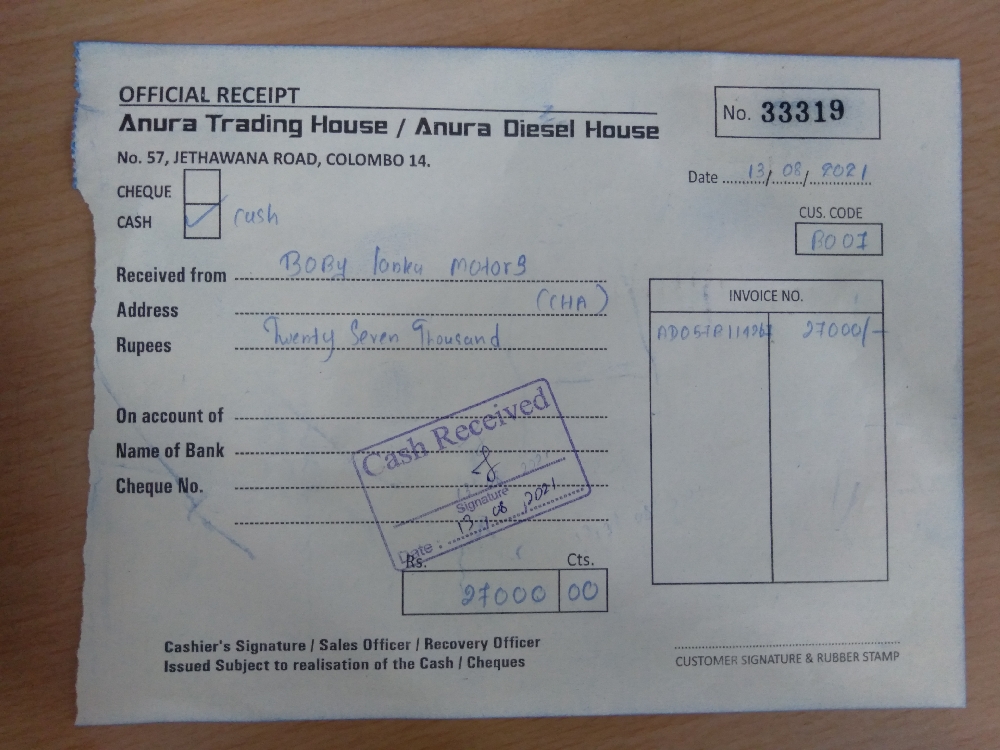 OFFICIAL RECEIPT
No. 33319
Anura Trading House / Anura Diesel House
No. 57, JETHAWANA ROAD, COLOMBO 14.
Date 13/ 08/ 2021
CHEQUE
CASH ✓ cash
CUS. CODE
B001
Received from BOBy lanka Motors
Address (CHA)
Rupees Twenty Seven Thousand
INVOICE NO.
27000/-
On account of
Name of Bank
Cheque No.
Cash Received
Signature
Date : 13/08/2021
Rs. Cts.
27000 00
Cashier's Signature / Sales Officer / Recovery Officer
Issued Subject to realisation of the Cash / Cheques
CUSTOMER SIGNATURE & RUBBER STAMP